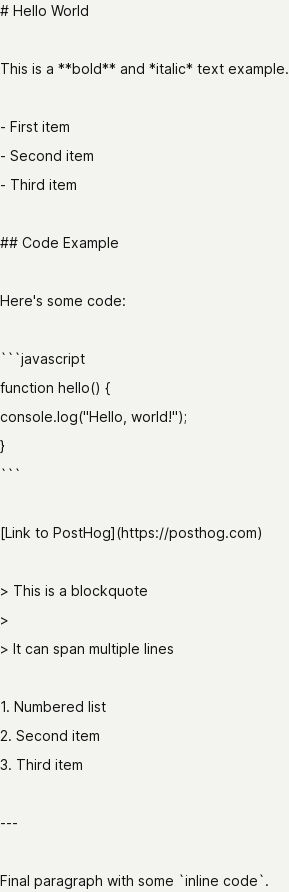 # Hello World

This is a **bold** and *italic* text example.

- First item
- Second item
- Third item

## Code Example

Here's some code:

```javascript
function hello() {
console.log("Hello, world!");
}
```

[Link to PostHog](https://posthog.com)

> This is a blockquote
>
> It can span multiple lines

1. Numbered list
2. Second item
3. Third item

---

Final paragraph with some `inline code`.